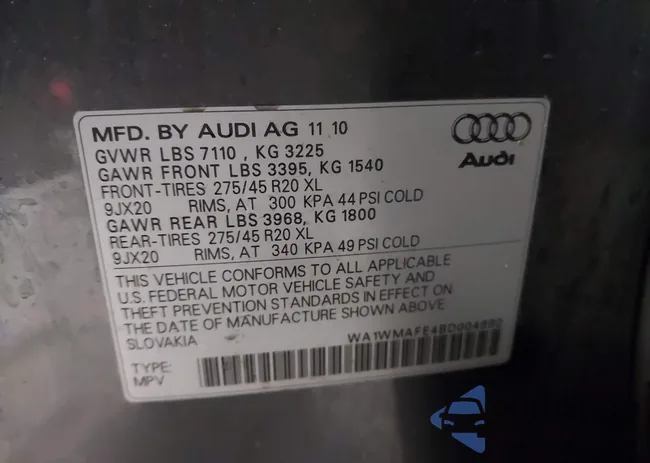 MFD. BY AUDI AG 11 10
GVWR LBS 7110 , KG 3225
GAWR FRONT LBS 3395, KG 1540
FRONT-TIRES 275/45 R20 XL
9JX20 RIMS, AT 300 KPA 44 PSI COLD
GAWR REAR LBS 3968, KG 1800
REAR-TIRES 275/45 R20 XL
9JX20 RIMS, AT 340 KPA 49 PSI COLD
THIS VEHICLE CONFORMS TO ALL APPLICABLE
U.S. FEDERAL MOTOR VEHICLE SAFETY
THEFT PREVENTION STANDARDS IN EFFECT ON
THE DATE OF MANUFACTURE SHOWN ABOVE
SLOVAKIA
TYPE:
MPV
Audi